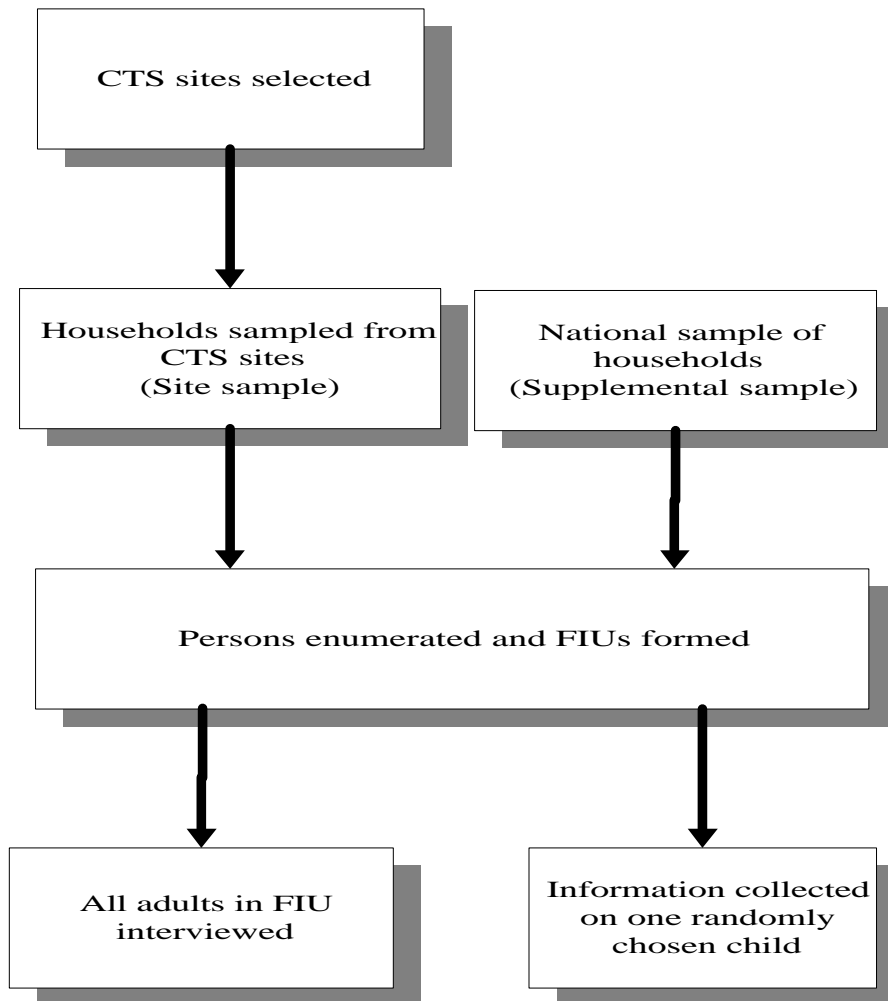 CTS sites selected
Households sampled from
CTS sites
(Site sample)
National sample of
households
(Supplemental sample)
Persons enumerated and FIUs formed
All adults in FIU
interviewed
Information collected
on one randomly
chosen child